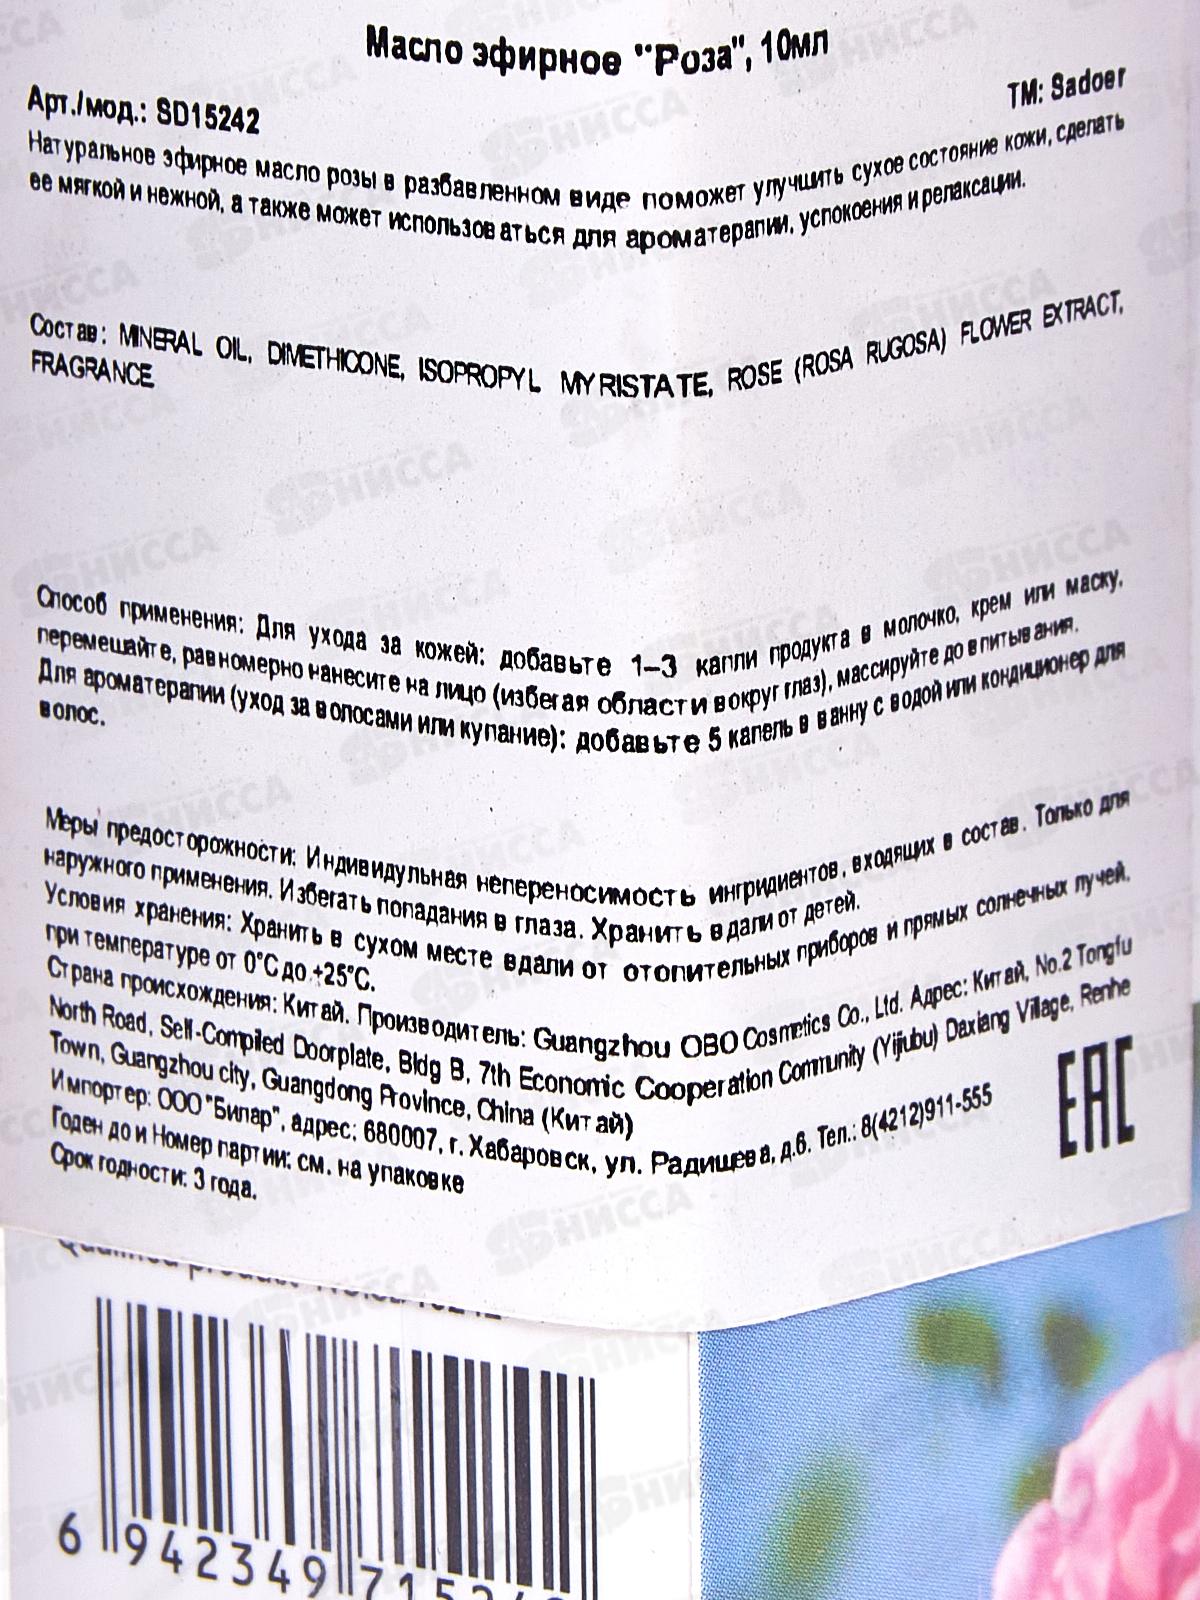 Масло эфирное "Роза", 10мл
Арт./мод.: SD15242
ТМ: Sadoer
Натуральное эфирное масло розы в разбавленном виде поможет улучшить сухое состояние кожи, сделать
ее мягкой и нежной, а также может использоваться для ароматерапии, успокоения и релаксации.
Состав: MINERAL OIL, DIMETHICONE, ISOPROPYL MYRISTATE, ROSE (ROSA RUGOSA) FLOWER EXTRACT,
FRAGRANCE
Способ применения: Для ухода за кожей: добавьте 1–3 капли продукта в молочко, крем или маску,
перемешайте, равномерно нанесите на лицо (избегая области вокруг глаз), массируйте до впитывания.
Для ароматерапии (уход за волосами или купание): добавьте 5 капель в ванну с водой или кондиционер для
волос.
Меры предосторожности: Индивидульная непереносимость ингридиентов, входящих в состав. Только для
наружного применения. Избегать попадания в глаза. Хранить вдали от детей.
Условия хранения: Хранить в сухом месте вдали от отопительных приборов и прямых солнечных лучей,
при температуре от 0°С до +25°С.
Страна происхождения: Китай. Производитель: Guangzhou OBO Cosmetics Co., Ltd. Адрес: Китай, No.2 Tongfu
North Road, Self-Compiled Doorplate, Bldg B, 7th Economic Cooperation Community (Yijiubu) Daxiang Village, Renhe
Town, Guangzhou city, Guangdong Province, China (Китай)
Импортер: ООО "Билар", адрес: 680007, г. Хабаровск, ул. Радищева, д.6. Тел.: 8(4212)911-555
Годен до и Номер партии: см. на упаковке
Срок годности: 3 года.
EAC
Qualified product
6 942349 715
НИССА